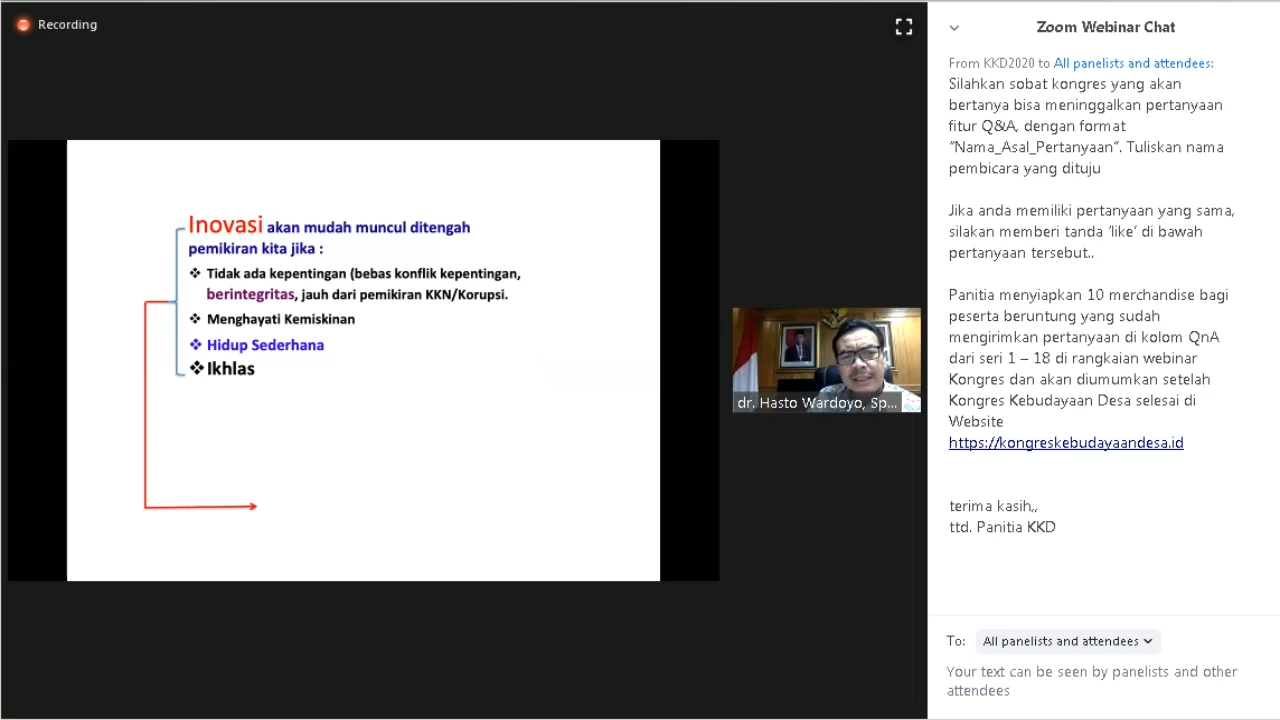 Recording
Inovasi akan mudah muncul ditengah
pemikiran kita jika :
❖ Tidak ada kepentingan (bebas konflik kepentingan,
berintegritas, jauh dari pemikiran KKN/Korupsi.
❖ Menghayati Kemiskinan
❖ Hidup Sederhana
❖Ikhlas
dr. Hasto Wardoyo, Sp...
Zoom Webinar Chat
From KKD2020 to All panelists and attendees:
Silahkan sobat kongres yang akan
bertanya bisa meninggalkan pertanyaan
fitur Q&A, dengan format
"Nama_Asal_Pertanyaan". Tuliskan nama
pembicara yang dituju
Jika anda memiliki pertanyaan yang sama,
silakan memberi tanda 'like' di bawah
pertanyaan tersebut..
Panitia menyiapkan 10 merchandise bagi
peserta beruntung yang sudah
mengirimkan pertanyaan di kolom QnA
dari seri 1 – 18 di rangkaian webinar
Kongres dan akan diumumkan setelah
Kongres Kebudayaan Desa selesai di
Website
https://kongreskebudayaandesa.id
terima kasih,,
ttd. Panitia KKD
To: All panelists and attendees
Your text can be seen by panelists and other
attendees